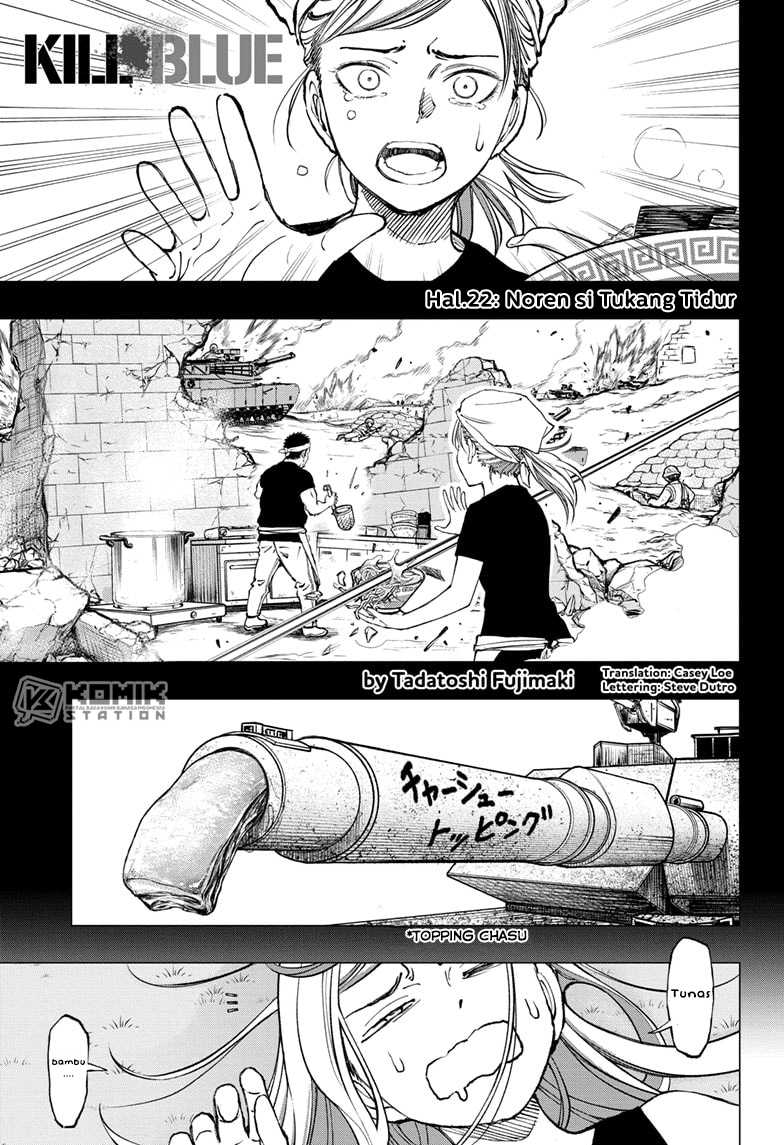 KILL BLUE
Hal.22: Noren si Tukang Tidur
by Tadatoshi Fujimaki
Translation: Casey Loe
Lettering: Steve Dutro
KOMIK
STATION
チャーシュー
トッピング
*TOPPING CHASU
Tunas
bambu
....